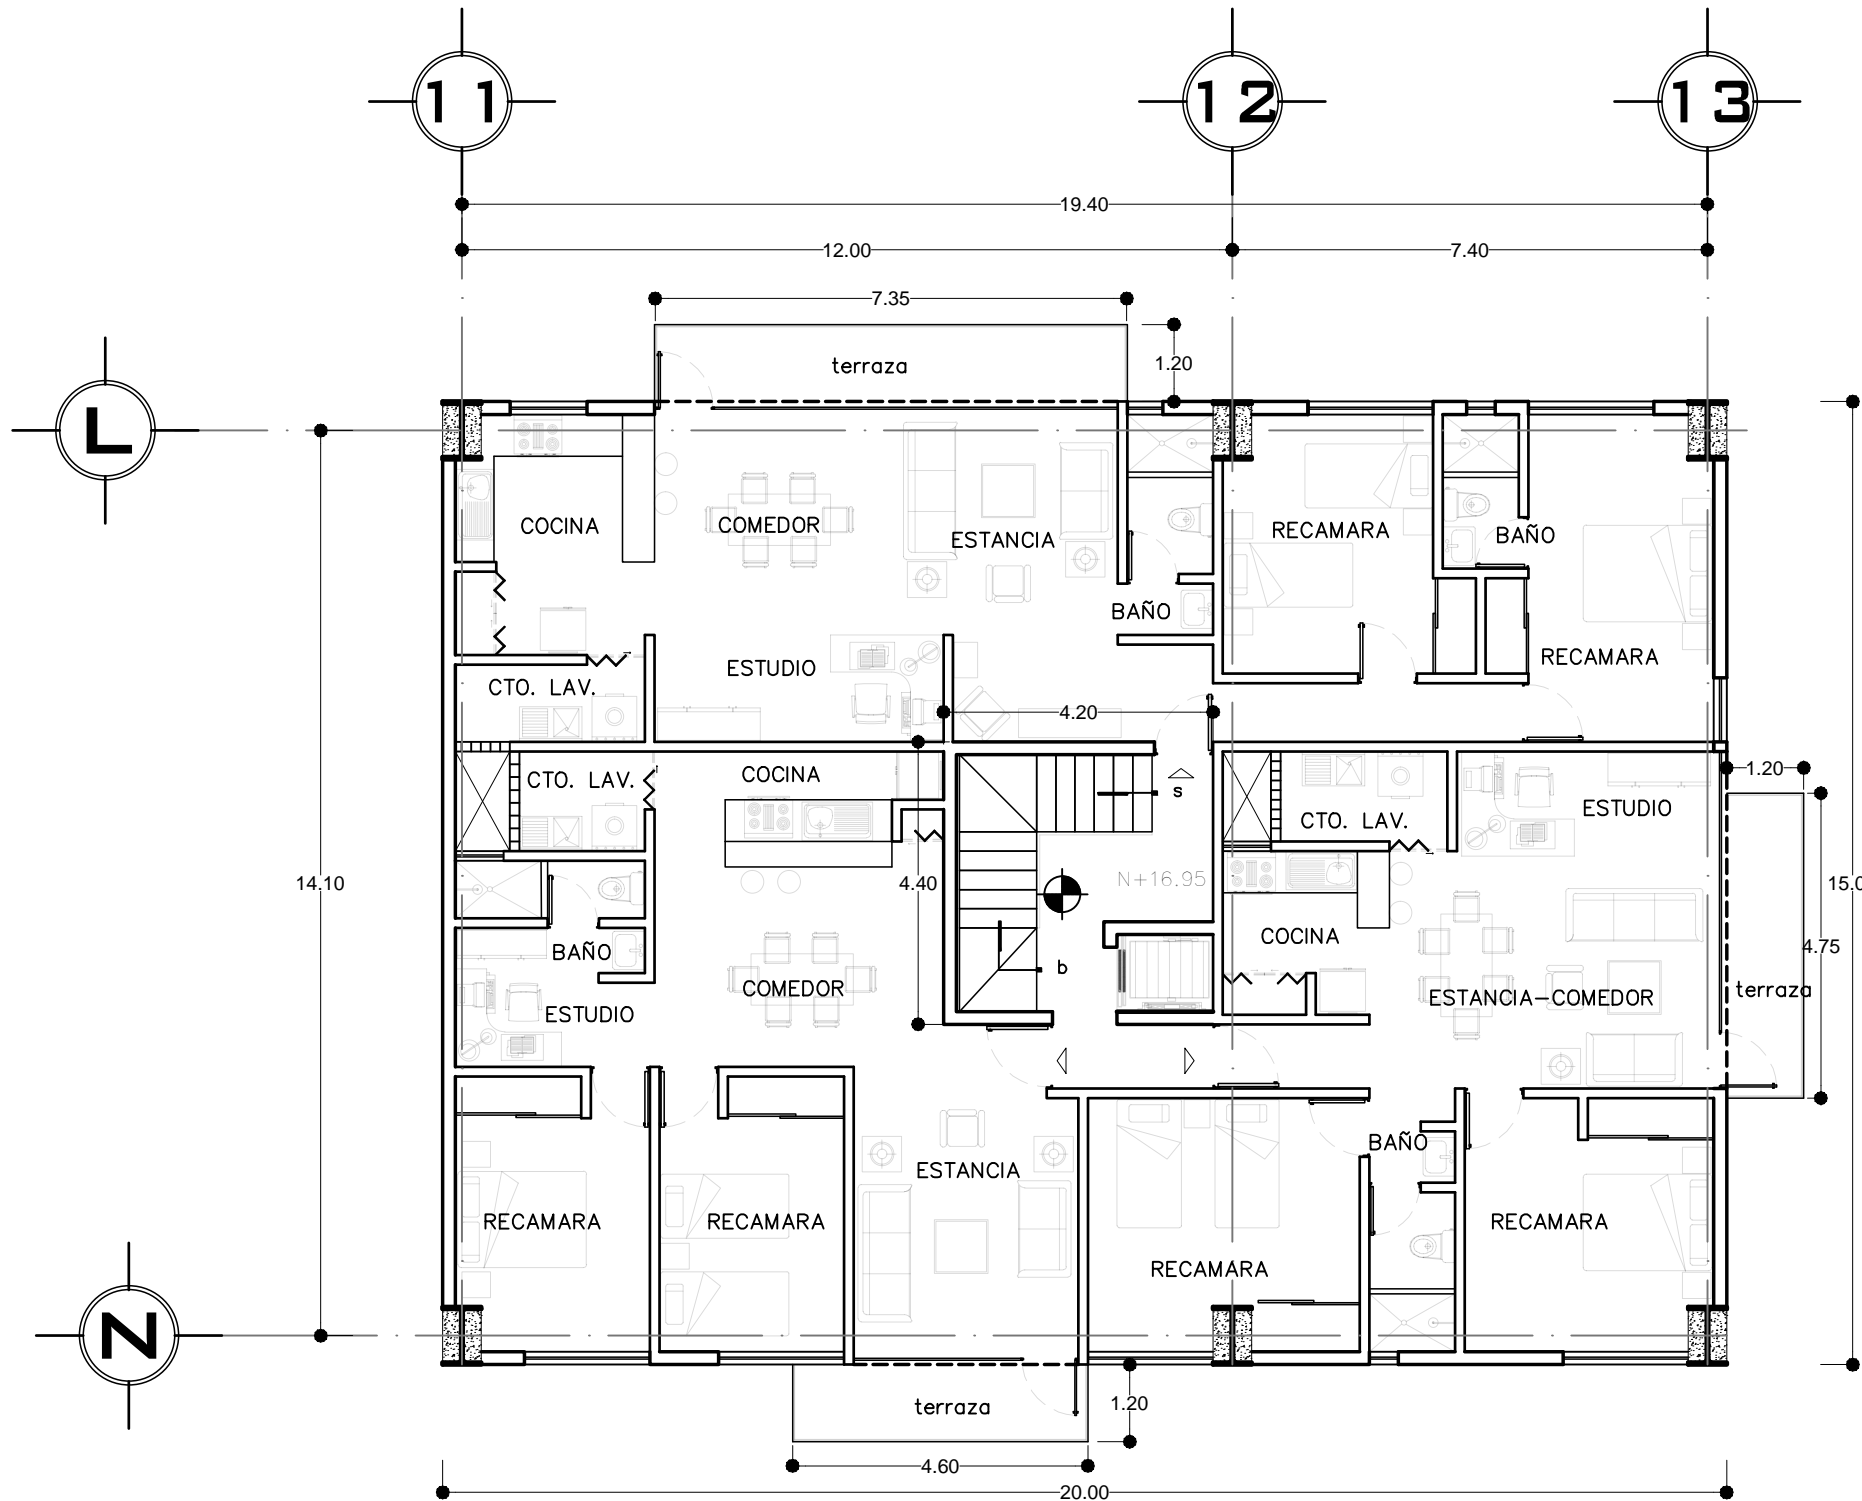 11
12
13
19.40
12.00
7.40
7.35
terraza
1.20
L
COCINA
COMEDOR
ESTANCIA
RECAMARA
BAÑO
BAÑO
ESTUDIO
RECAMARA
CTO. LAV.
4.20
CTO. LAV.
COCINA
s
1.20
ESTUDIO
CTO. LAV.
14.10
4.40
N+16.95
COCINA
4.75
BAÑO
b
COMEDOR
ESTANCIA-COMEDOR
terraza
ESTUDIO
BAÑO
ESTANCIA
RECAMARA
RECAMARA
RECAMARA
RECAMARA
N
terraza
1.20
4.60
20.00